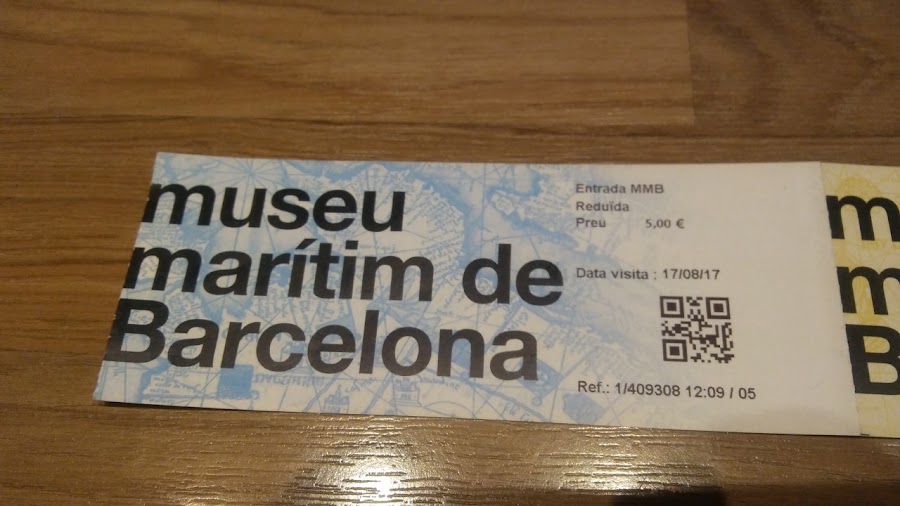 museu
marítim de
Barcelona
Entrada MMB
Reduïda
Preu 5,00 €
Data visita : 17/08/17
Ref.: 1/409308 12:09 / 05
m
m
B